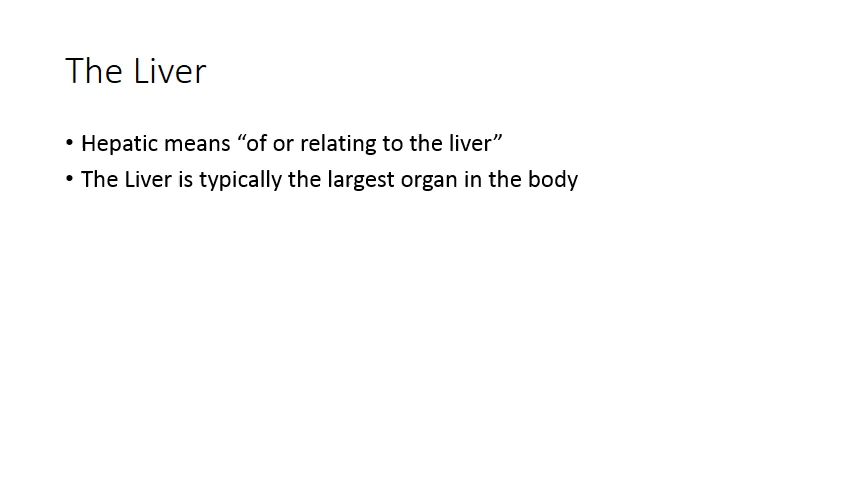 The Liver
• Hepatic means “of or relating to the liver”
• The Liver is typically the largest organ in the body